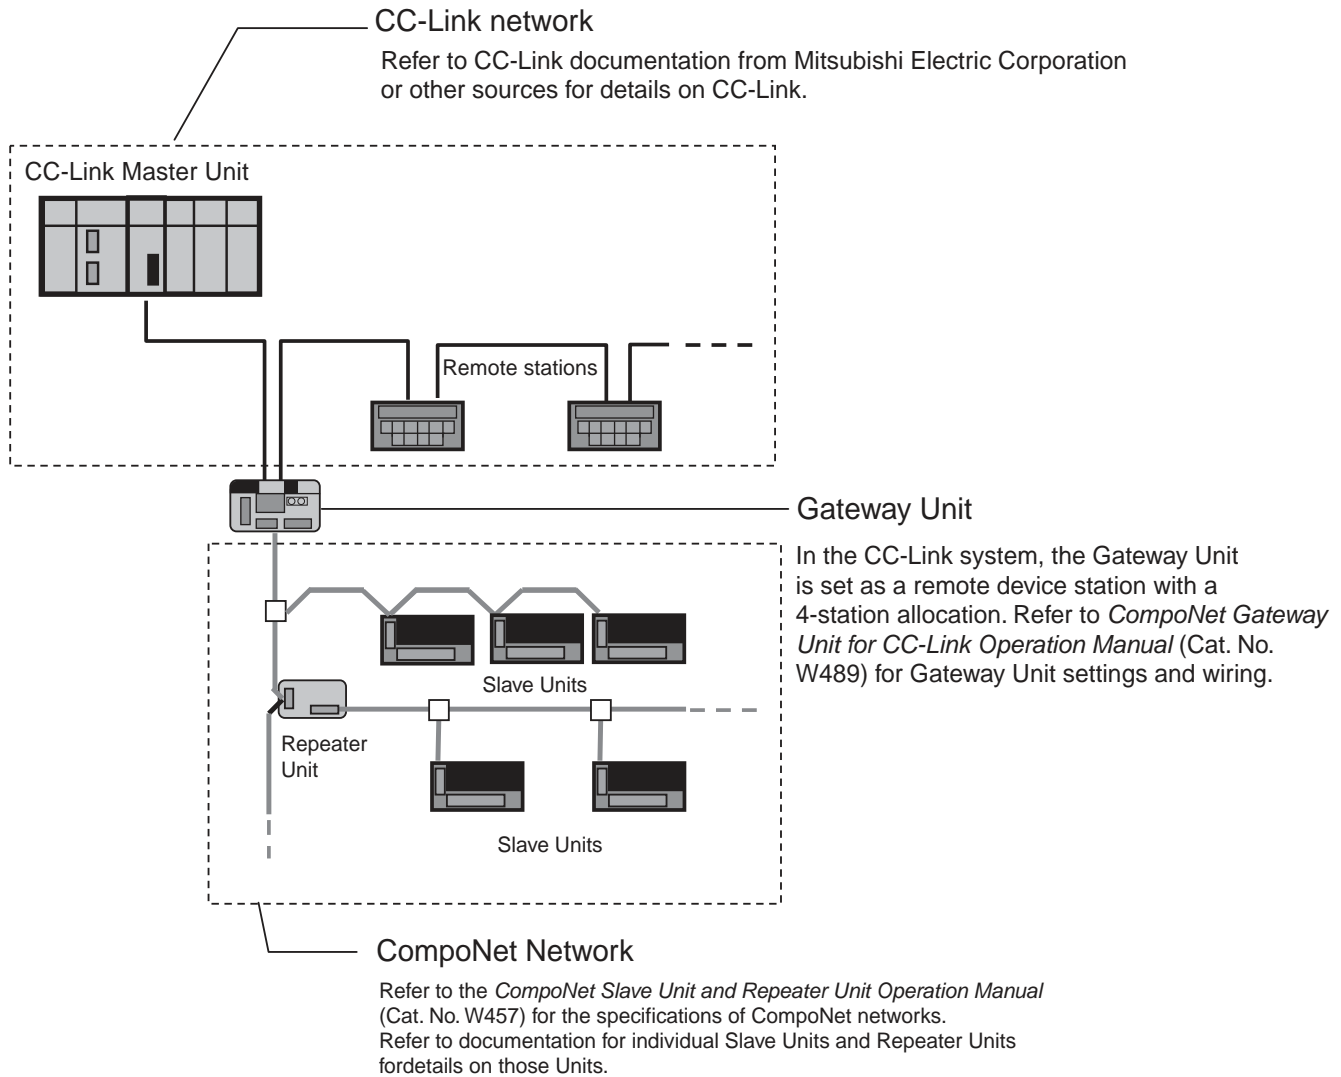 CC-Link network
Refer to CC-Link documentation from Mitsubishi Electric Corporation
or other sources for details on CC-Link.
CC-Link Master Unit
Remote stations
Gateway Unit
In the CC-Link system, the Gateway Unit
is set as a remote device station with a
4-station allocation. Refer to CompoNet Gateway
Unit for CC-Link Operation Manual (Cat. No.
W489) for Gateway Unit settings and wiring.
Slave Units
Repeater
Unit
Slave Units
CompoNet Network
Refer to the CompoNet Slave Unit and Repeater Unit Operation Manual
(Cat. No. W457) for the specifications of CompoNet networks.
Refer to documentation for individual Slave Units and Repeater Units
fordetails on those Units.